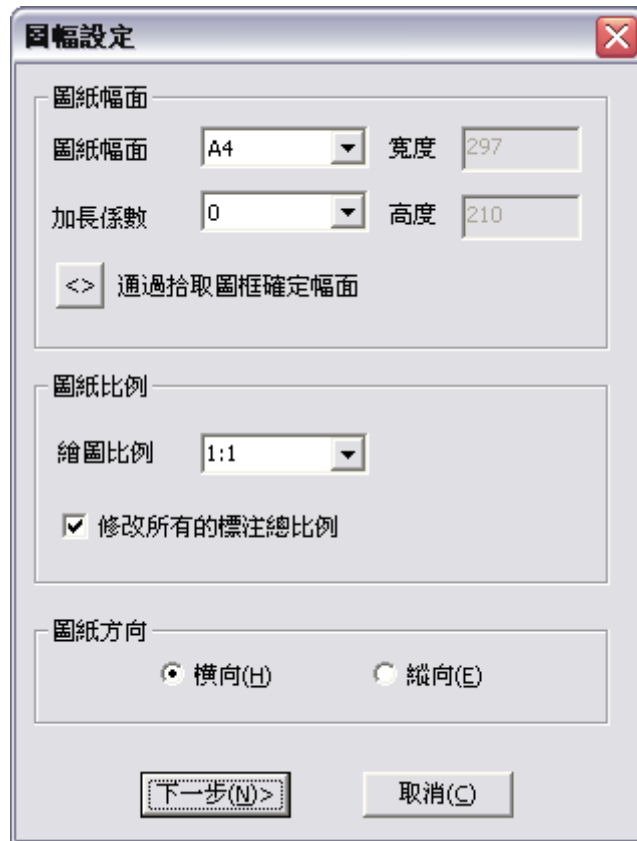 圖幅設定
圖紙幅面
圖紙幅面 A4 寬度 297
加長係數 0 高度 210
<> 通過拾取圖框確定幅面
圖紙比例
繪圖比例 1:1
修改所有的標注總比例
圖紙方向
橫向(H) 縱向(E)
下一步(N)> 取消(C)